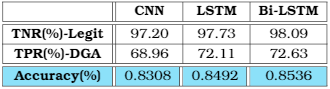 CNN LSTM Bi-LSTM
TNR(%)-Legit 97.20 97.73 98.09
TPR(%)-DGA 68.96 72.11 72.63
Accuracy(%) 0.8308 0.8492 0.8536